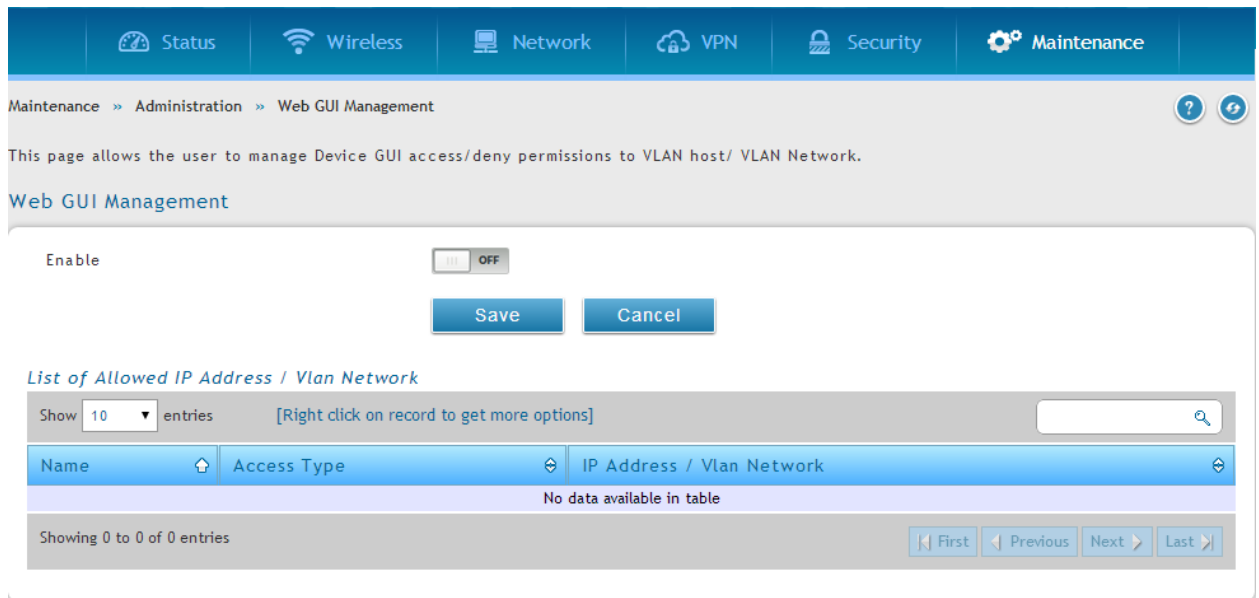 Status Wireless Network VPN Security Maintenance
Maintenance » Administration » Web GUI Management
This page allows the user to manage Device GUI access/deny permissions to VLAN host/ VLAN Network.
Web GUI Management
Enable OFF
Save Cancel
List of Allowed IP Address / Vlan Network
Show 10 entries [Right click on record to get more options]
Name Access Type IP Address / Vlan Network
No data available in table
Showing 0 to 0 of 0 entries First Previous Next Last